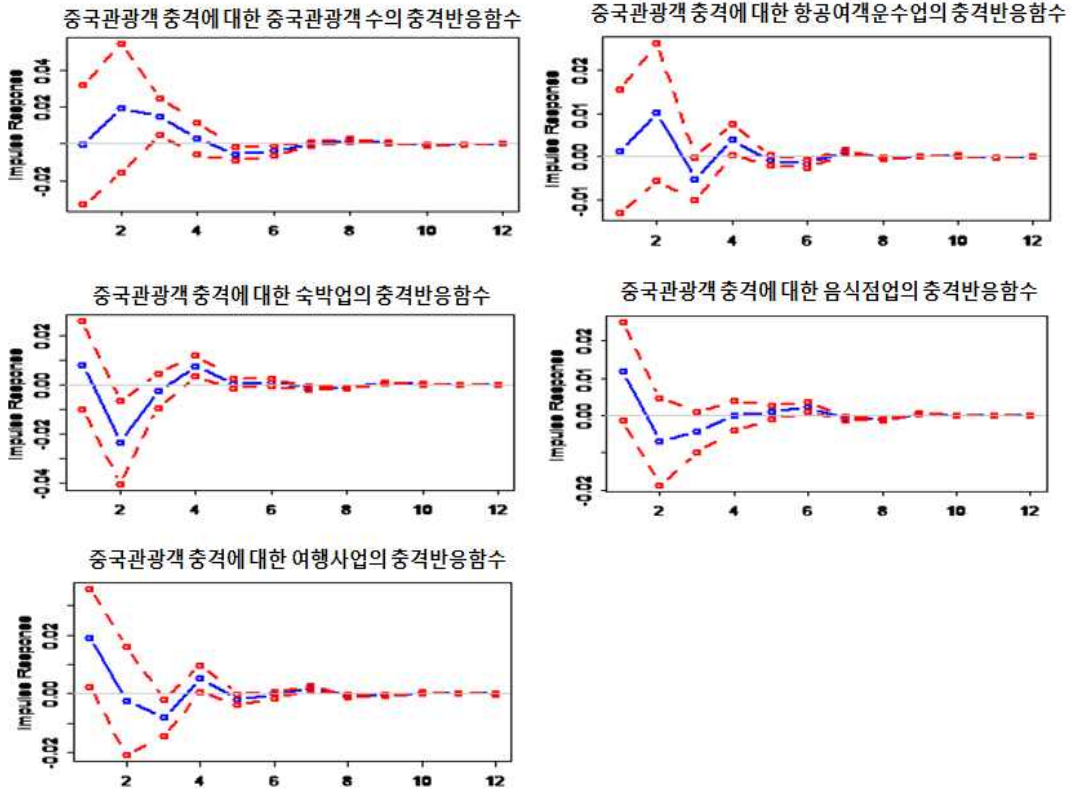 중국관광객 충격에 대한 중국관광객 수의 충격반응함수
Impulse Response
0.04
0.02
0
-0.02
2 4 6 8 10 12
중국관광객 충격에 대한 항공여객운수업의 충격반응함수
Impulse Response
0.02
0.01
0.00
-0.01
2 4 6 8 10 12
중국관광객 충격에 대한 숙박업의 충격반응함수
Impulse Response
0.02
0.00
-0.02
-0.04
2 4 6 8 10 12
중국관광객 충격에 대한 음식점업의 충격반응함수
Impulse Response
0.02
0.01
0.00
-0.02
2 4 6 8 10 12
중국관광객 충격에 대한 여행사업의 충격반응함수
Impulse Response
0.02
0.00
-0.02
2 4 6 8 10 12